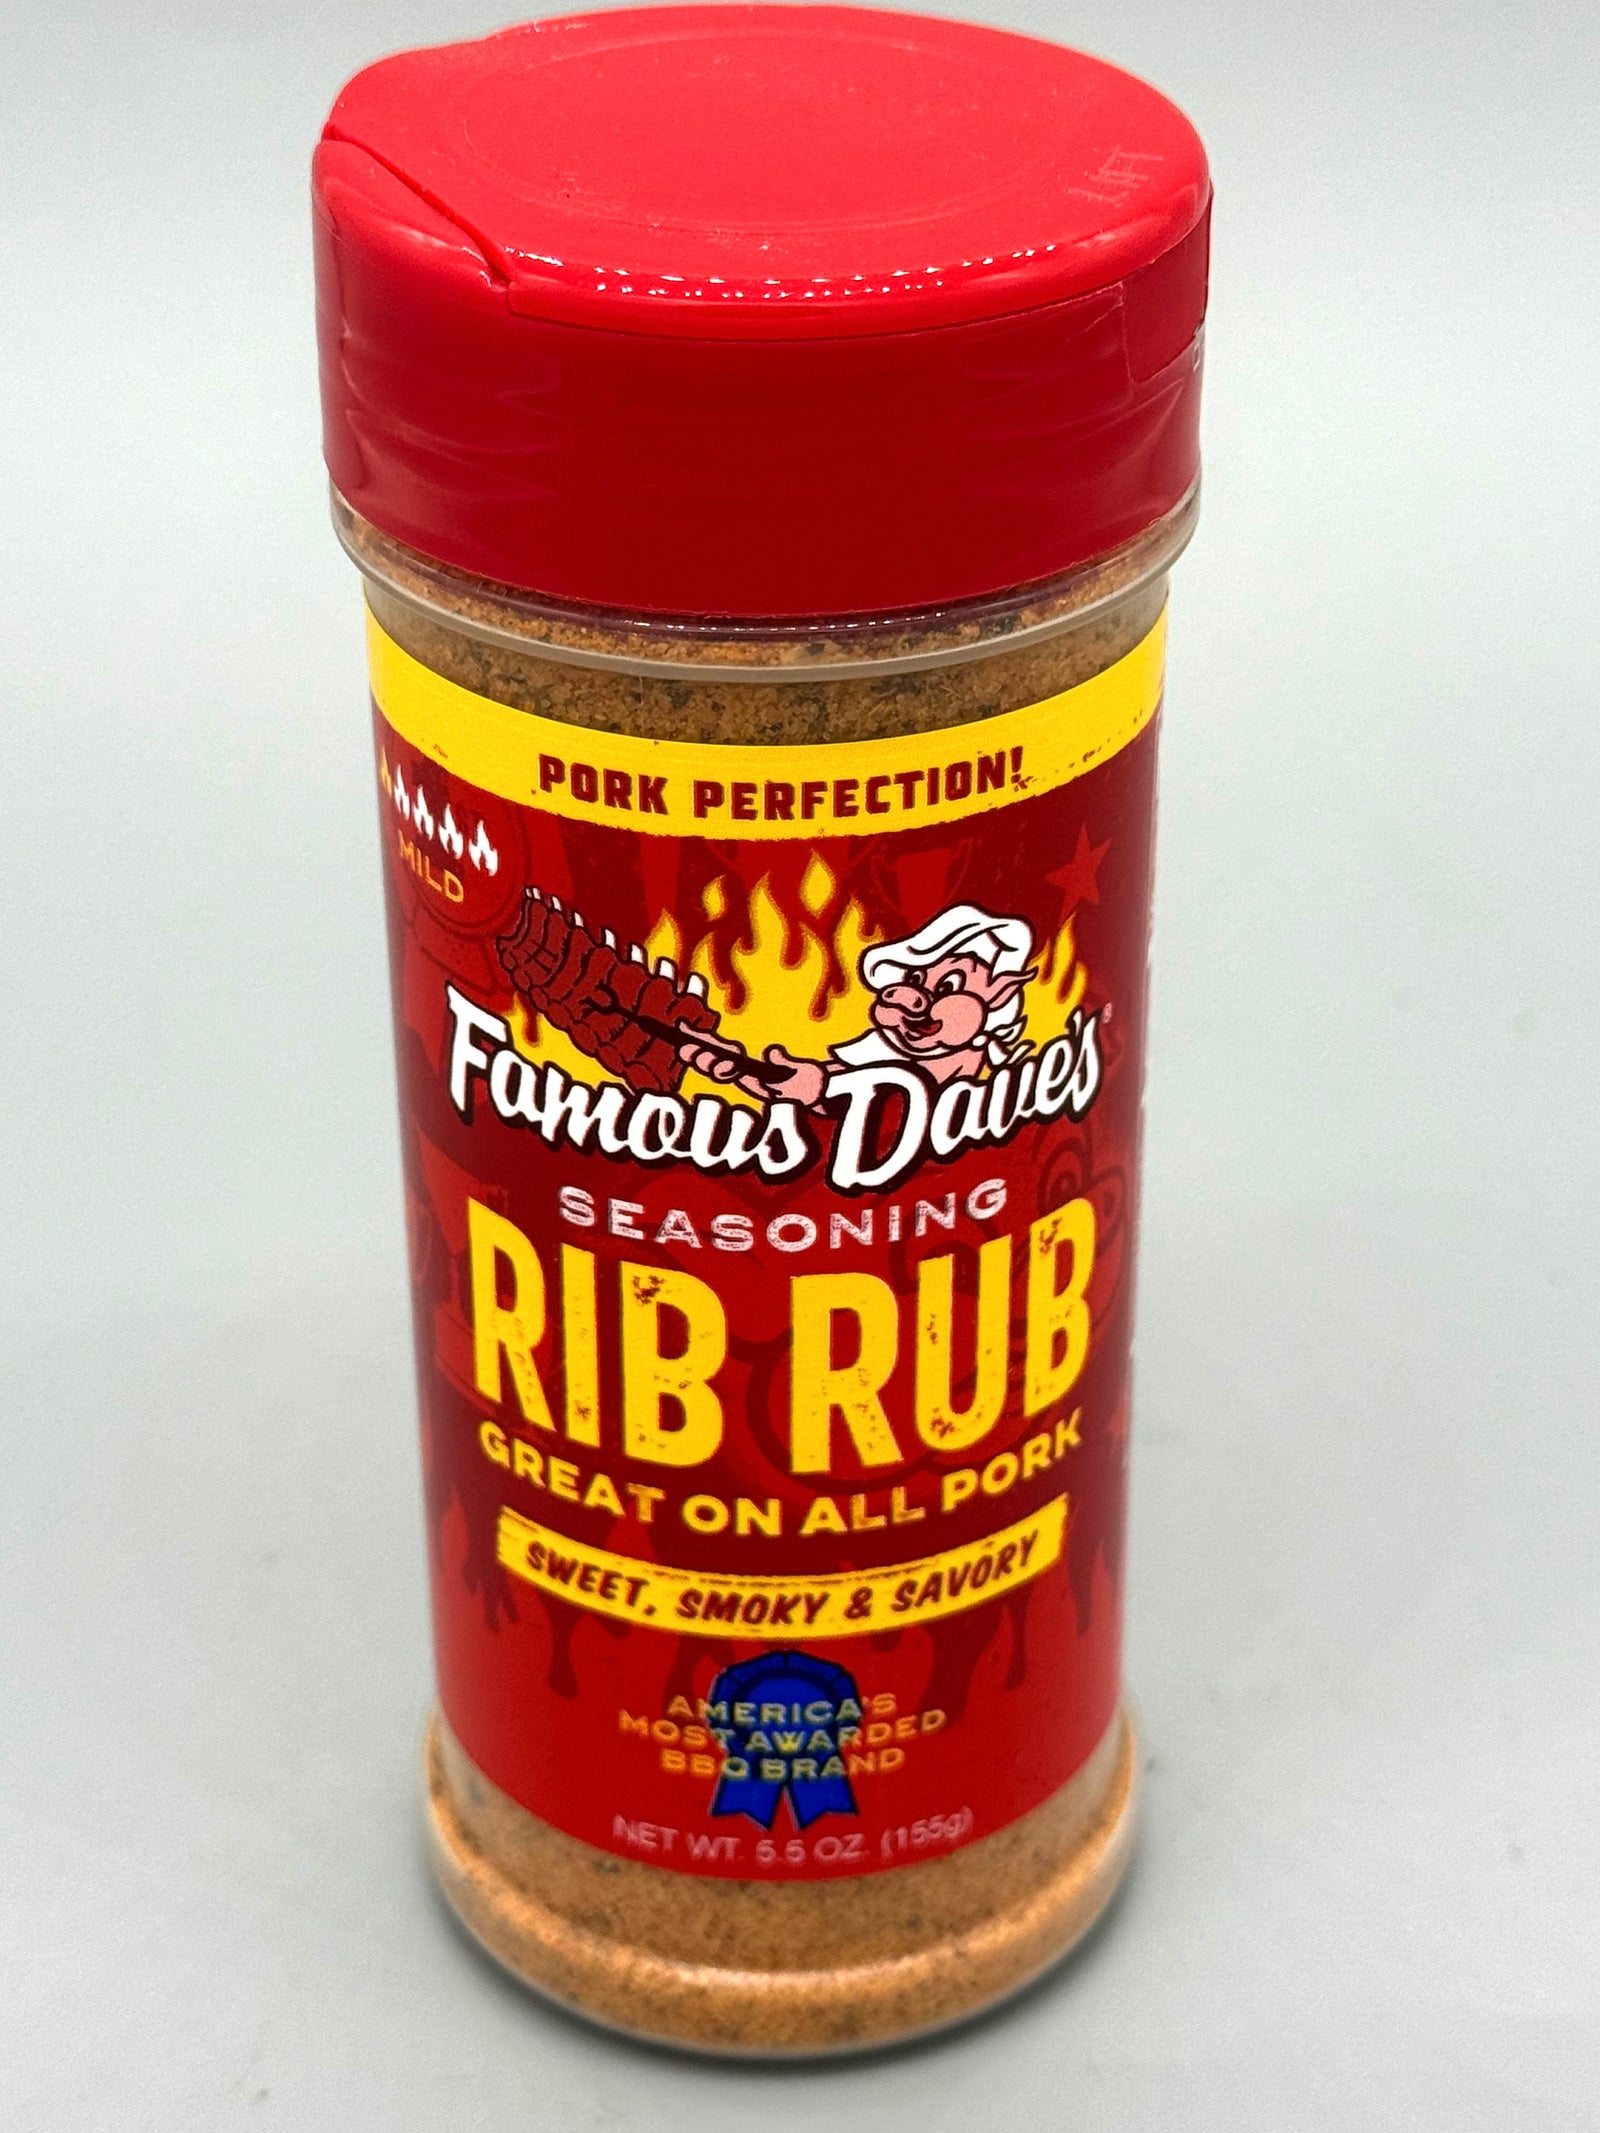 LIFT
PORK PERFECTION!
MILD
Famous Dave's®
SEASONING
RIB RUB
GREAT ON ALL PORK
SWEET, SMOKY & SAVORY
AMERICA'S
MOST AWARDED
BBQ BRAND
NET WT. 5.5 OZ. (155g)